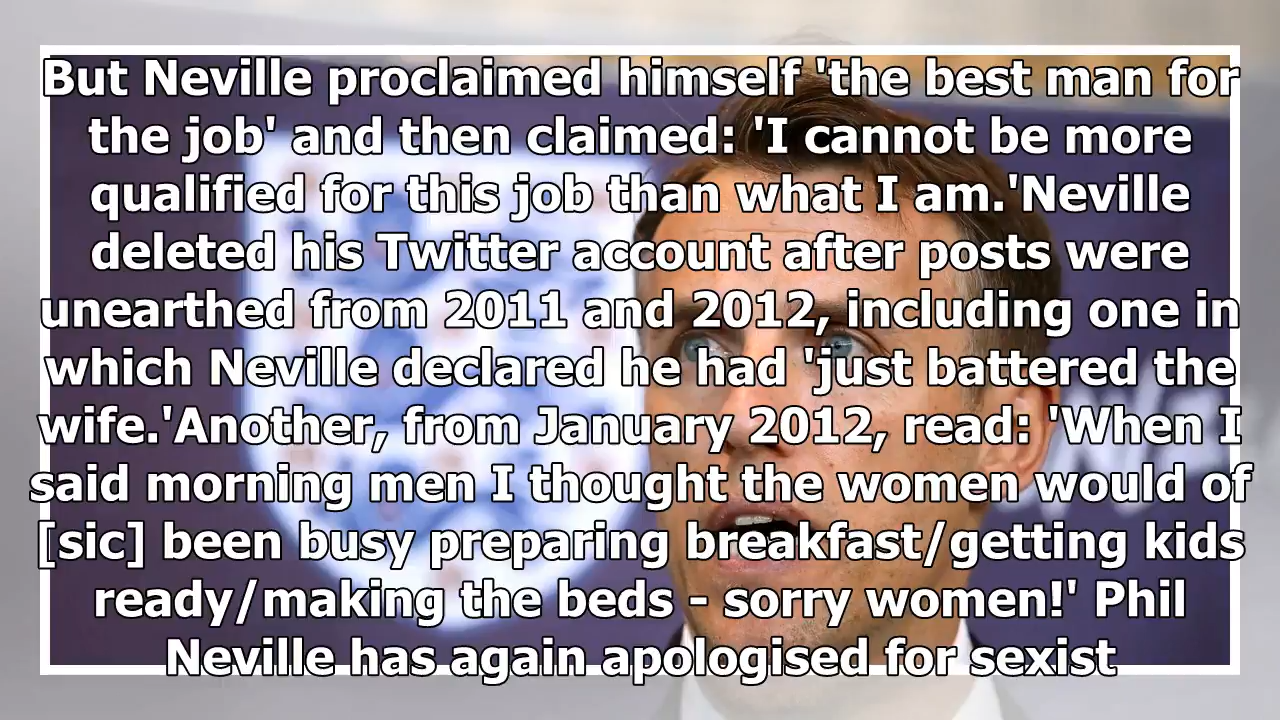 But Neville proclaimed himself 'the best man for
the job' and then claimed: 'I cannot be more
qualified for this job than what I am.'Neville
deleted his Twitter account after posts were
unearthed from 2011 and 2012, including one in
which Neville declared he had 'just battered the
wife.'Another, from January 2012, read: 'When I
said morning men I thought the women would of
[sic] been busy preparing breakfast/getting kids
ready/making the beds - sorry women!' Phil
Neville has again apologised for sexist